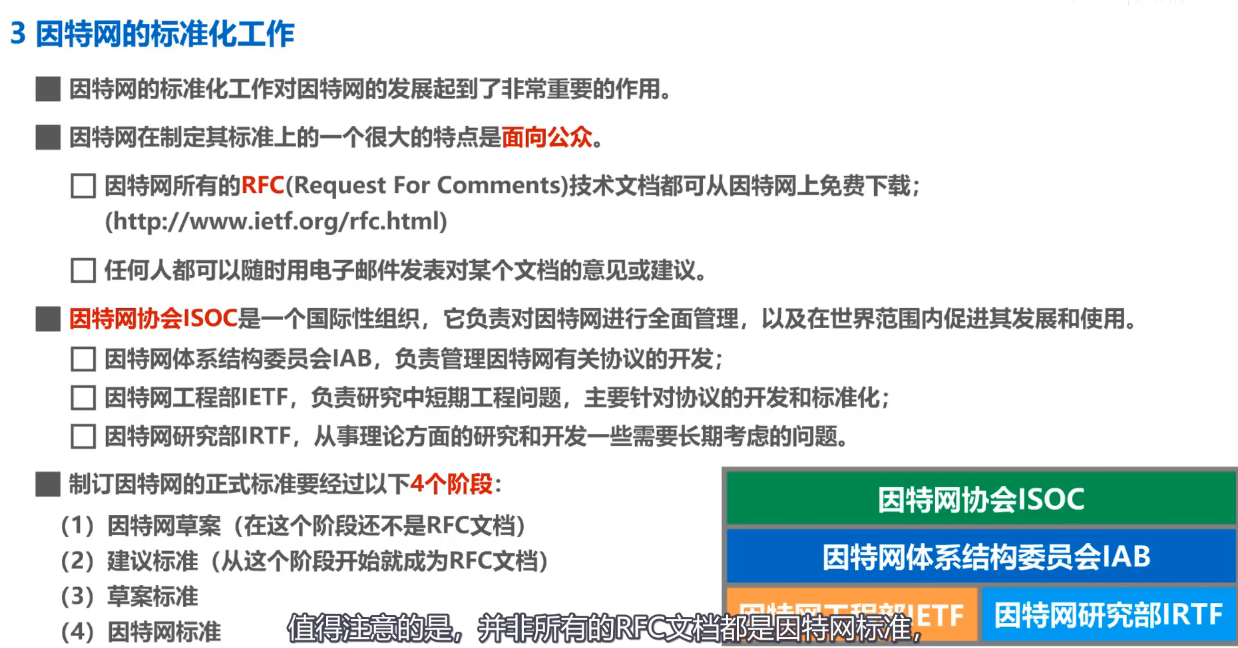 3 因特网的标准化工作
因特网的标准化工作对因特网的发展起到了非常重要的作用。
因特网在制定其标准上的一个很大的特点是面向公众。
因特网所有的RFC(Request For Comments)技术文档都可从因特网上免费下载；
(http://www.ietf.org/rfc.html)
任何人都可以随时用电子邮件发表对某个文档的意见或建议。
因特网协会ISOC是一个国际性组织，它负责对因特网进行全面管理，以及在世界范围内促进其发展和使用。
因特网体系结构委员会IAB，负责管理因特网有关协议的开发；
因特网工程部IETF，负责研究中短期工程问题，主要针对协议的开发和标准化；
因特网研究部IRTF，从事理论方面的研究和开发一些需要长期考虑的问题。
制订因特网的正式标准要经过以下4个阶段：
（1）因特网草案（在这个阶段还不是RFC文档）
（2）建议标准（从这个阶段开始就成为RFC文档）
（3）草案标准
（4）因特网标准
因特网协会ISOC
因特网体系结构委员会IAB
因特网工程部IETF
因特网研究部IRTF
值得注意的是，并非所有的RFC文档都是因特网标准，